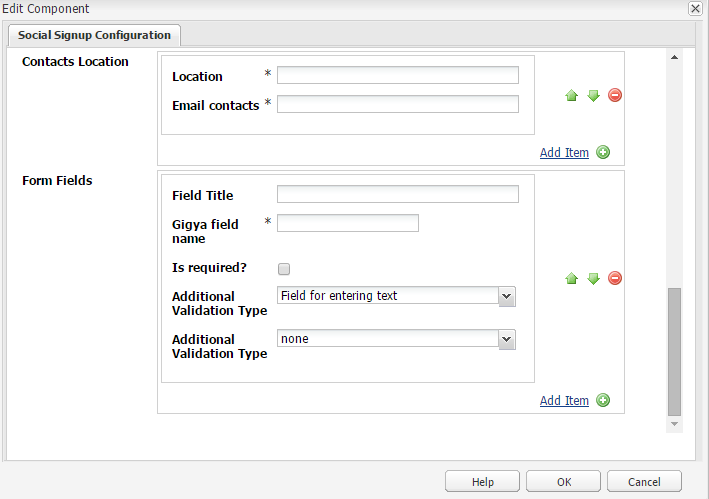 Edit Component
Social Signup Configuration
Contacts Location
Location *
Email contacts *
Add Item
Form Fields
Field Title
Gigya field *
name
Is required?
Additional Field for entering text
Validation Type
Additional none
Validation Type
Add Item
Help OK Cancel